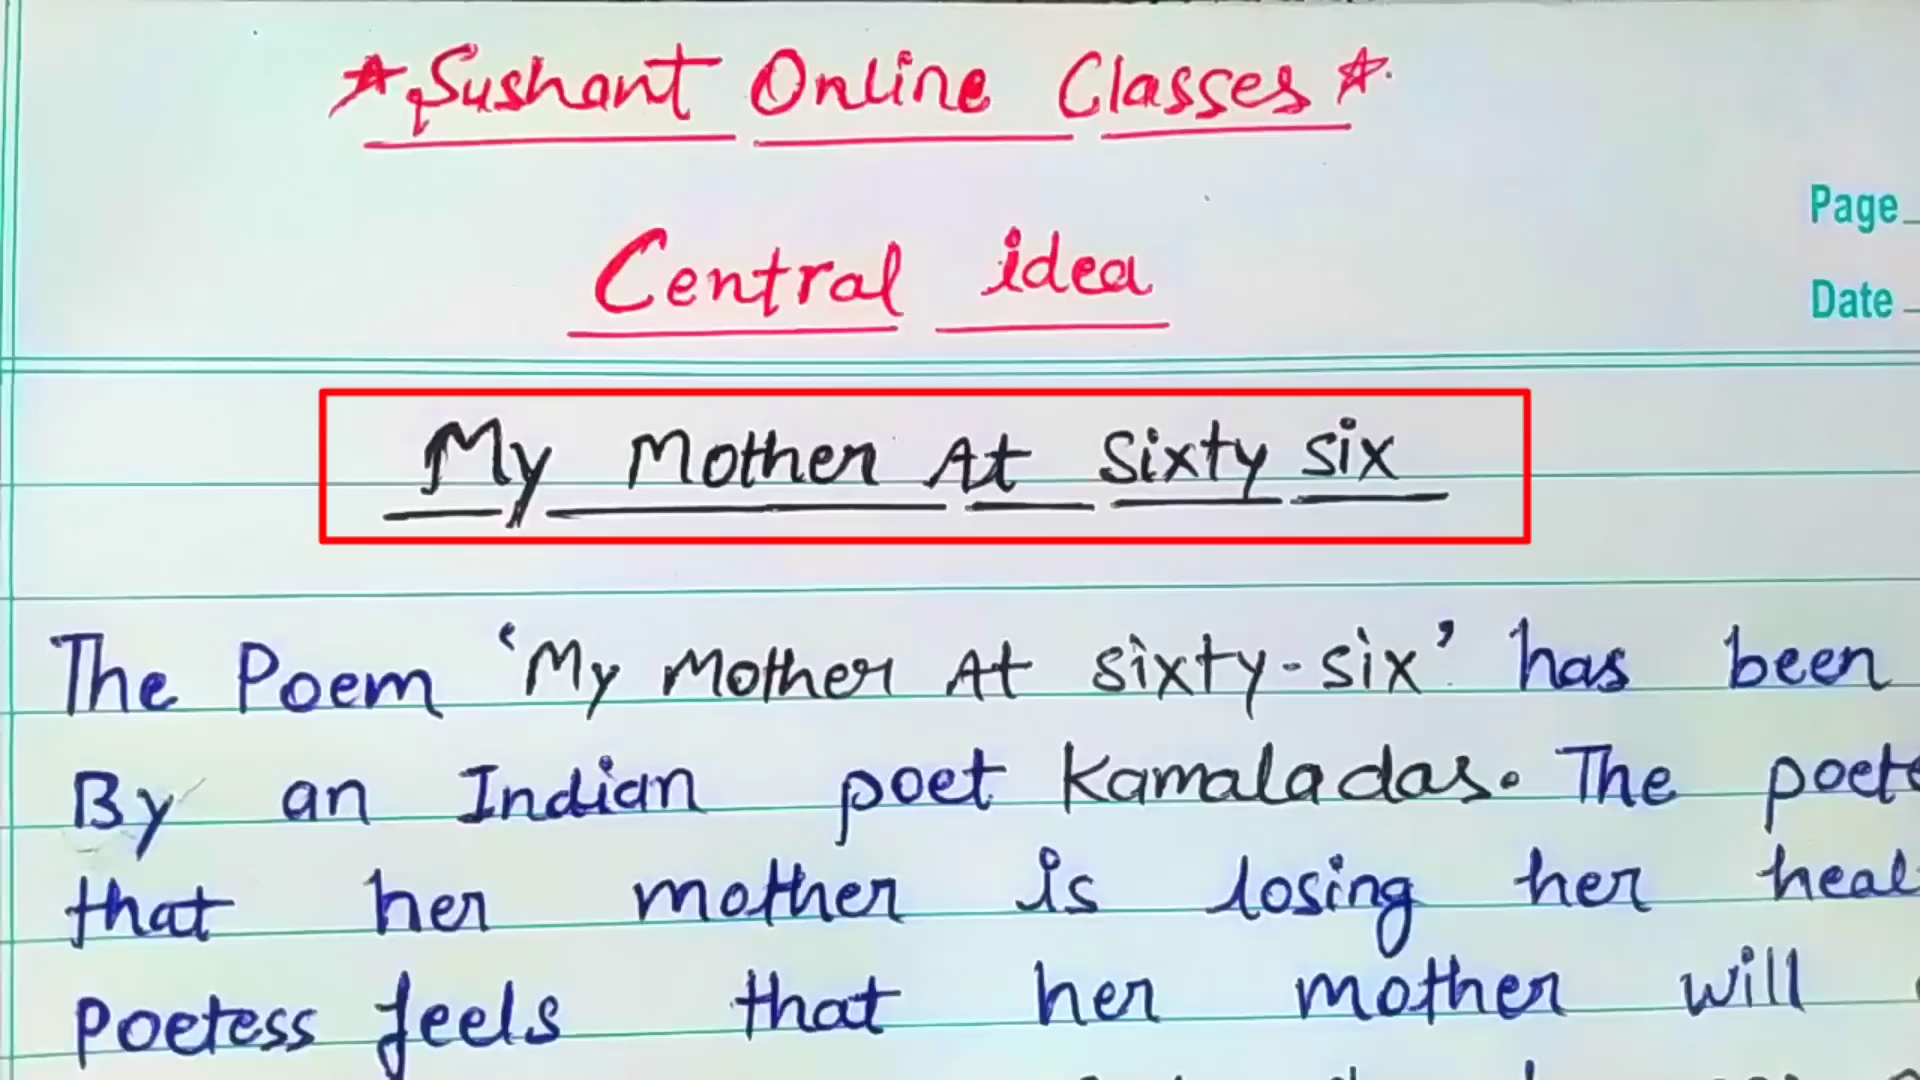 ☆ Sushant Online Classes ☆
Central idea
Page
Date
My Mother At Sixty six
The Poem 'My Mother At sixty-six' has been
By an Indian poet Kamaladas. The
that her mother is losing her
poetess feels that her mother will